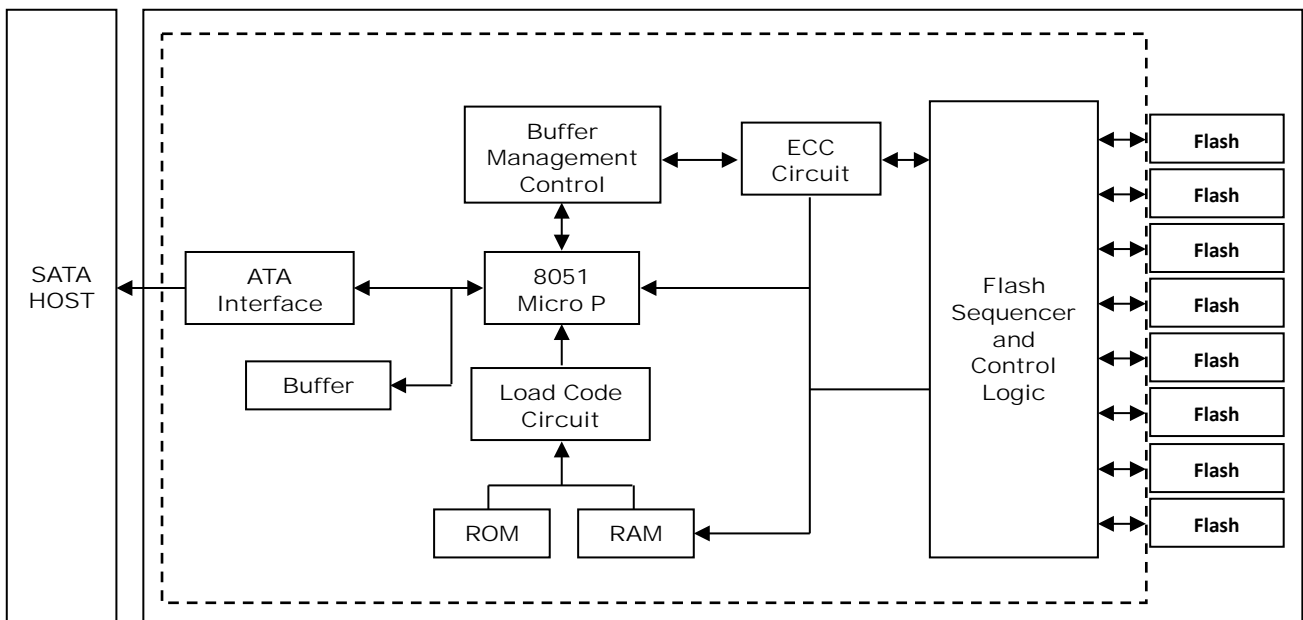 SATA
HOST
ATA
Interface
Buffer
Buffer
Management
Control
8051
Micro P
Load Code
Circuit
ROM
RAM
ECC
Circuit
Flash
Sequencer
and
Control
Logic
Flash
Flash
Flash
Flash
Flash
Flash
Flash
Flash